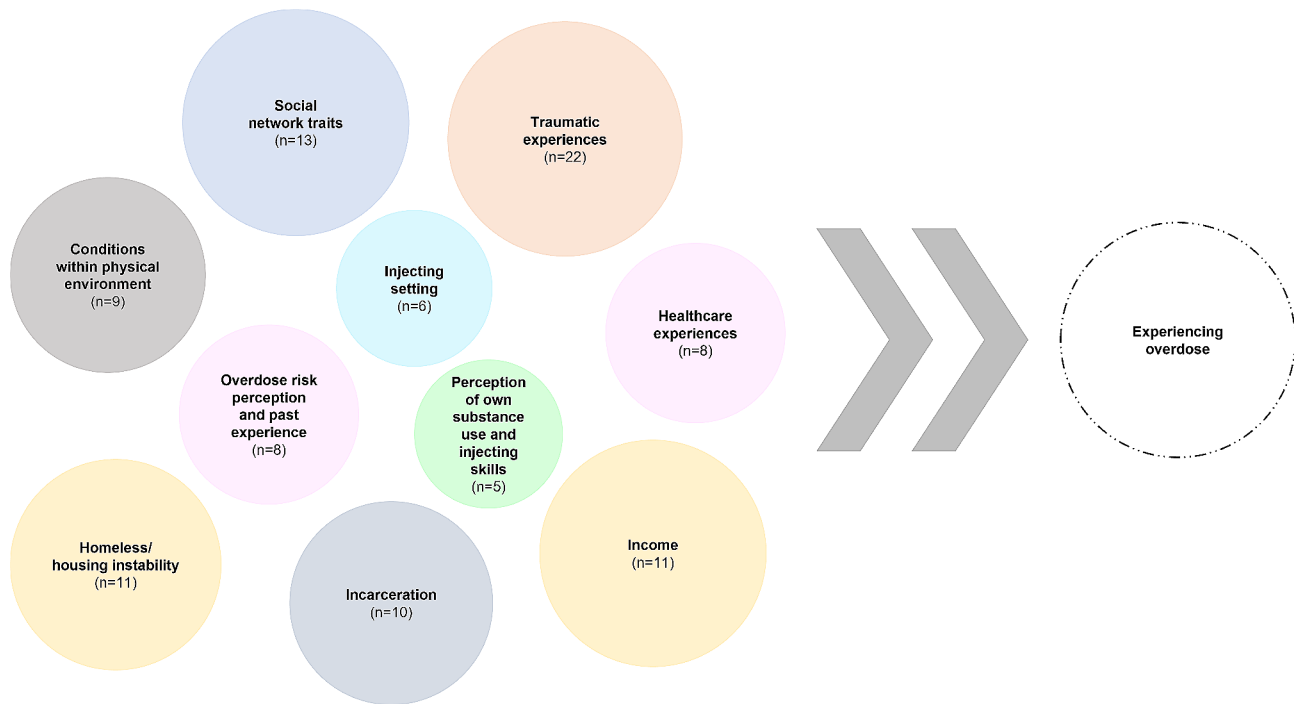 Social
network traits
(n=13)
Traumatic
experiences
(n=22)
Conditions
within physical
environment
(n=9)
Injecting
setting
(n=6)
Healthcare
experiences
(n=8)
Experiencing
overdose
Overdose risk
perception
and past
experience
(n=8)
Perception
of own
substance
use and
injecting
skills
(n=5)
Homeless/
housing instability
(n=11)
Incarceration
(n=10)
Income
(n=11)